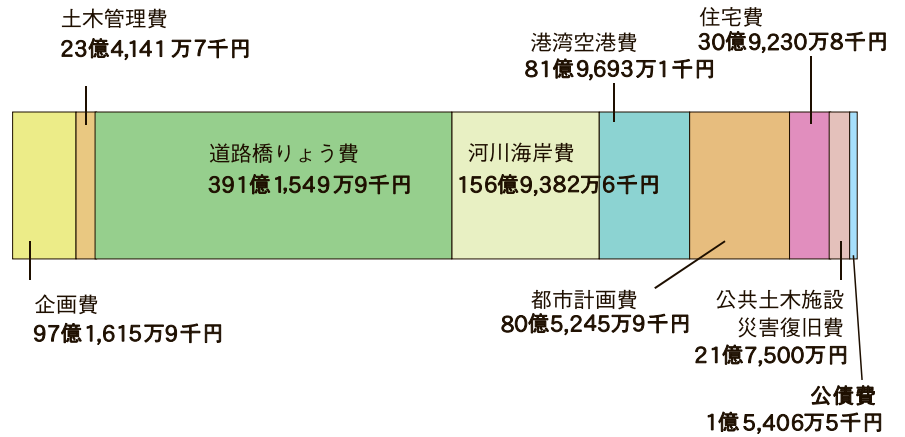 土木管理費
23億4,141万7千円
港湾空港費
81億9,693万1千円
住宅費
30億9,230万8千円
道路橋りょう費
391億1,549万9千円
河川海岸費
156億9,382万6千円
企画費
97億1,615万9千円
都市計画費
80億5,245万9千円
公共土木施設
災害復旧費
21億7,500万円
公債費
1億5,406万5千円